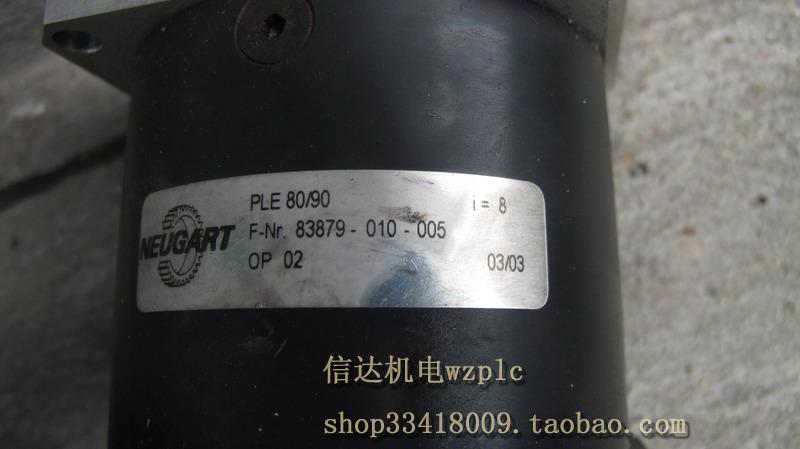 PLE 80/90 i = 8
NEUGART F-Nr. 83879 - 010 - 005
OP 02 03/03
信达机电wzplc
shop33418009.taobao.com